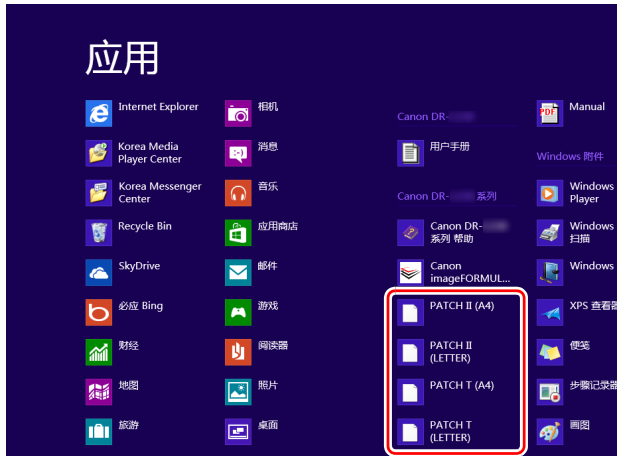 应用
Internet Explorer
Korea Media
Player Center
Korea Messenger
Center
Recycle Bin
SkyDrive
必应 Bing
财经
地图
旅游
相机
消息
音乐
应用商店
邮件
游戏
阅读器
照片
桌面
Canon DR-
用户手册
Canon DR- 系列
Canon DR-
系列 帮助
Canon
imageFORMUL...
PATCH II (A4)
PATCH II
(LETTER)
PATCH T (A4)
PATCH T
(LETTER)
PDF
Manual
Windows 附件
Windows
Player
Windows
扫描
Windows
XPS 查看器
便笺
步骤记录器
画图